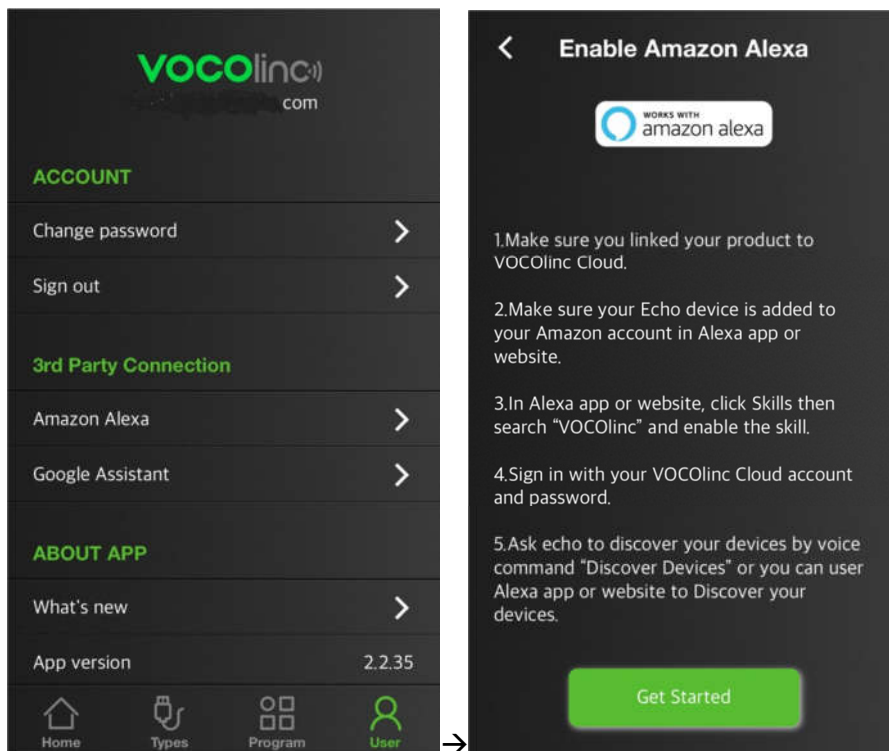 VOCOlinc
com
ACCOUNT
Change password
Sign out
3rd Party Connection
Amazon Alexa
Google Assistant
ABOUT APP
What's new
App version 2.2.35
Home Types Program User
→
Enable Amazon Alexa
WORKS WITH
amazon alexa
1.Make sure you linked your product to
VOCOlinc Cloud.
2.Make sure your Echo device is added to
your Amazon account in Alexa app or
website.
3.In Alexa app or website, click Skills then
search “VOCOlinc” and enable the skill.
4.Sign in with your VOCOlinc Cloud account
and password.
5.Ask echo to discover your devices by voice
command “Discover Devices” or you can user
Alexa app or website to Discover your
devices.
Get Started